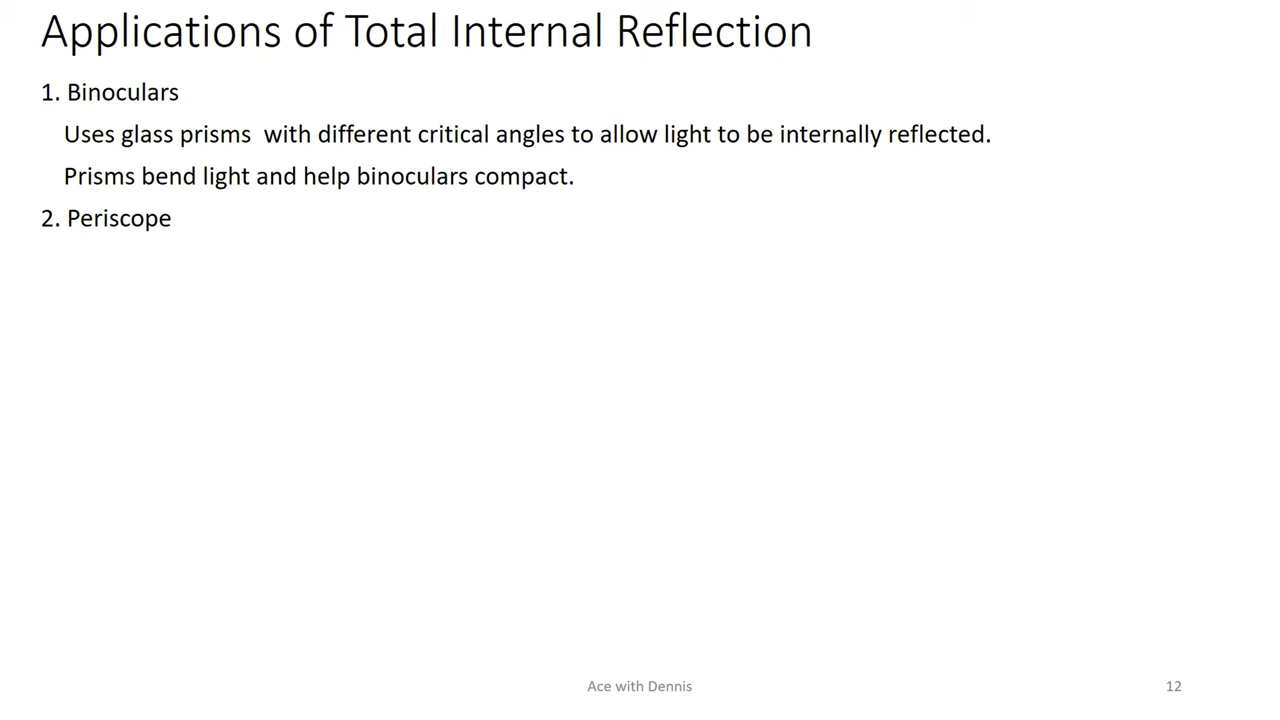 Applications of Total Internal Reflection
1. Binoculars
Uses glass prisms  with different critical angles to allow light to be internally reflected.
Prisms bend light and help binoculars compact.
2. Periscope
Ace with Dennis
12